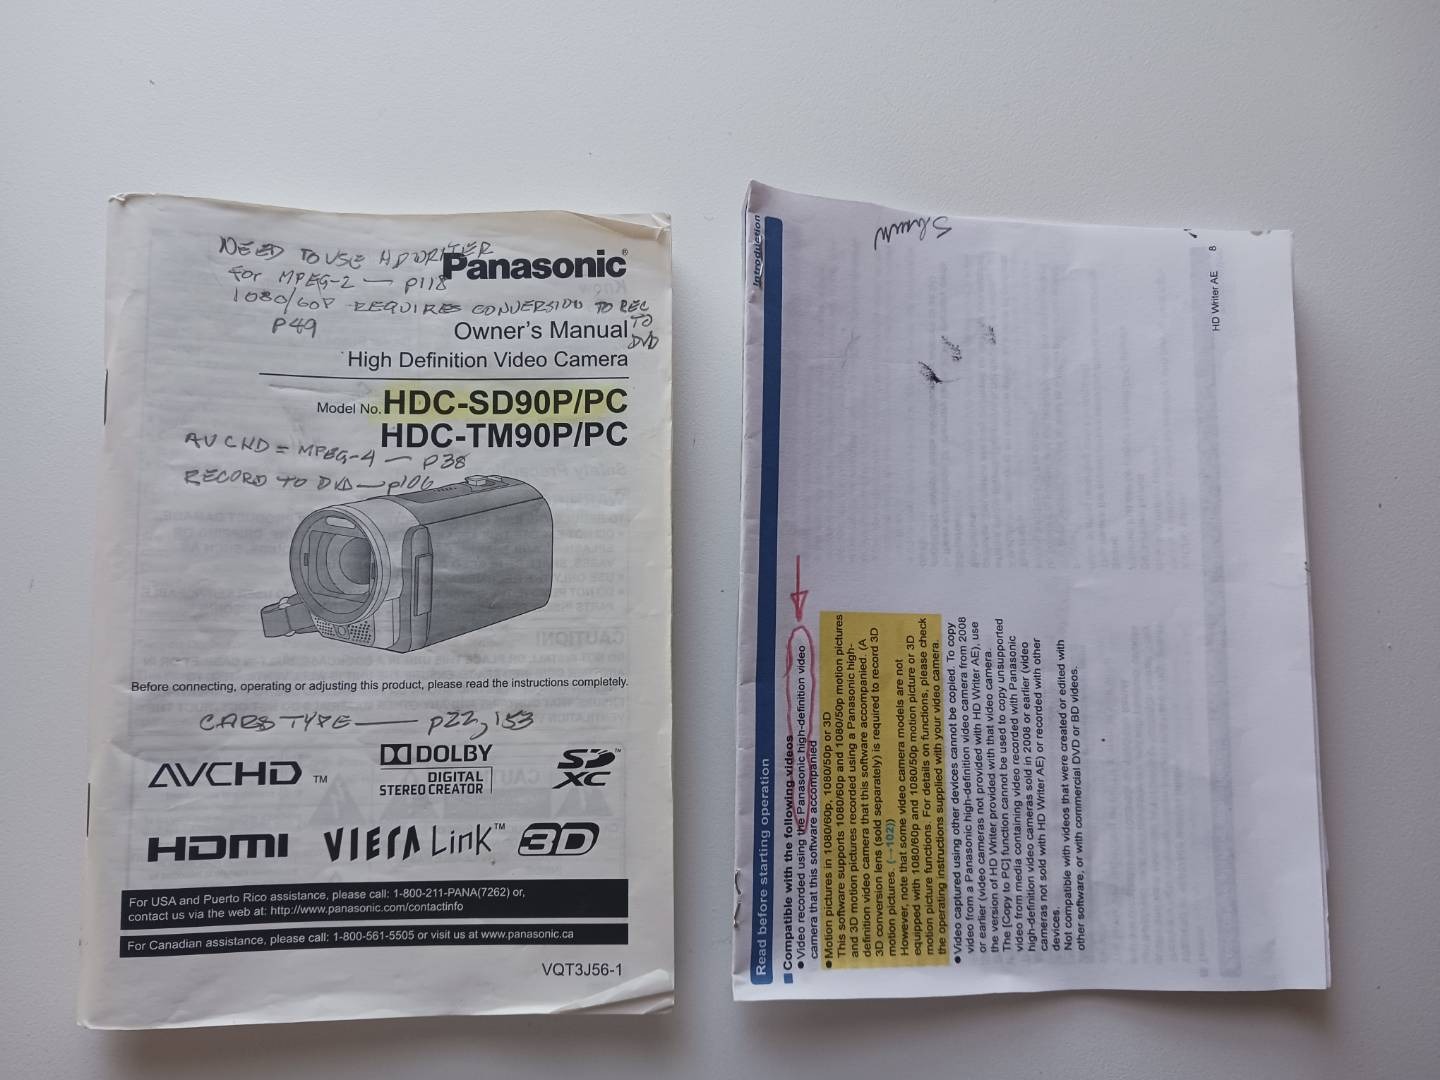 NEED TO USE HDWRITER
for MPEG-2 — P118
1080/60P REQUIRES CONVERSION TO REC
TO
DVD
P49
Panasonic®
Owner's Manual
High Definition Video Camera
Model No. HDC-SD90P/PC
HDC-TM90P/PC
AVCHD = MPEG-4 — P38
RECORD TO DVD — p106
Before connecting, operating or adjusting this product, please read the instructions completely.
TYPE — p22, 153
AVCHD ™
DOLBY
DIGITAL
STEREO CREATOR
SD XC ™
HDMI
VIERA Link™
3D
For USA and Puerto Rico assistance, please call: 1-800-211-PANA(7262) or,
contact us via the web at: http://www.panasonic.com/contactinfo
For Canadian assistance, please call: 1-800-561-5505 or visit us at www.panasonic.ca
VQT3J56-1
Introduction
Read before starting operation
■ Compatible with the following videos
●Video recorded using the Panasonic high-definition video
camera that this software accompanied
●Motion pictures in 1080/60p, 1080/50p or 3D
This software supports 1080/60p and 1080/50p motion pictures
and 3D motion pictures recorded using a Panasonic high-
definition video camera that this software accompanied. (A
3D conversion lens (sold separately) is required to record 3D
motion pictures. (→102))
However, note that some video camera models are not
equipped with 1080/60p and 1080/50p motion picture or 3D
motion picture functions. For details on functions, please check
the operating instructions supplied with your video camera.
●Video captured using other devices cannot be copied. To copy
video from a Panasonic high-definition video camera from 2008
or earlier (video cameras not provided with HD Writer AE), use
the version of HD Writer provided with that video camera.
The [Copy to PC] function cannot be used to copy unsupported
video from media containing video recorded with Panasonic
high-definition video cameras sold in 2008 or earlier (video
cameras not sold with HD Writer AE) or recorded with other
devices.
Not compatible with videos that were created or edited with
other software, or with commercial DVD or BD videos.
HD Writer AE 8